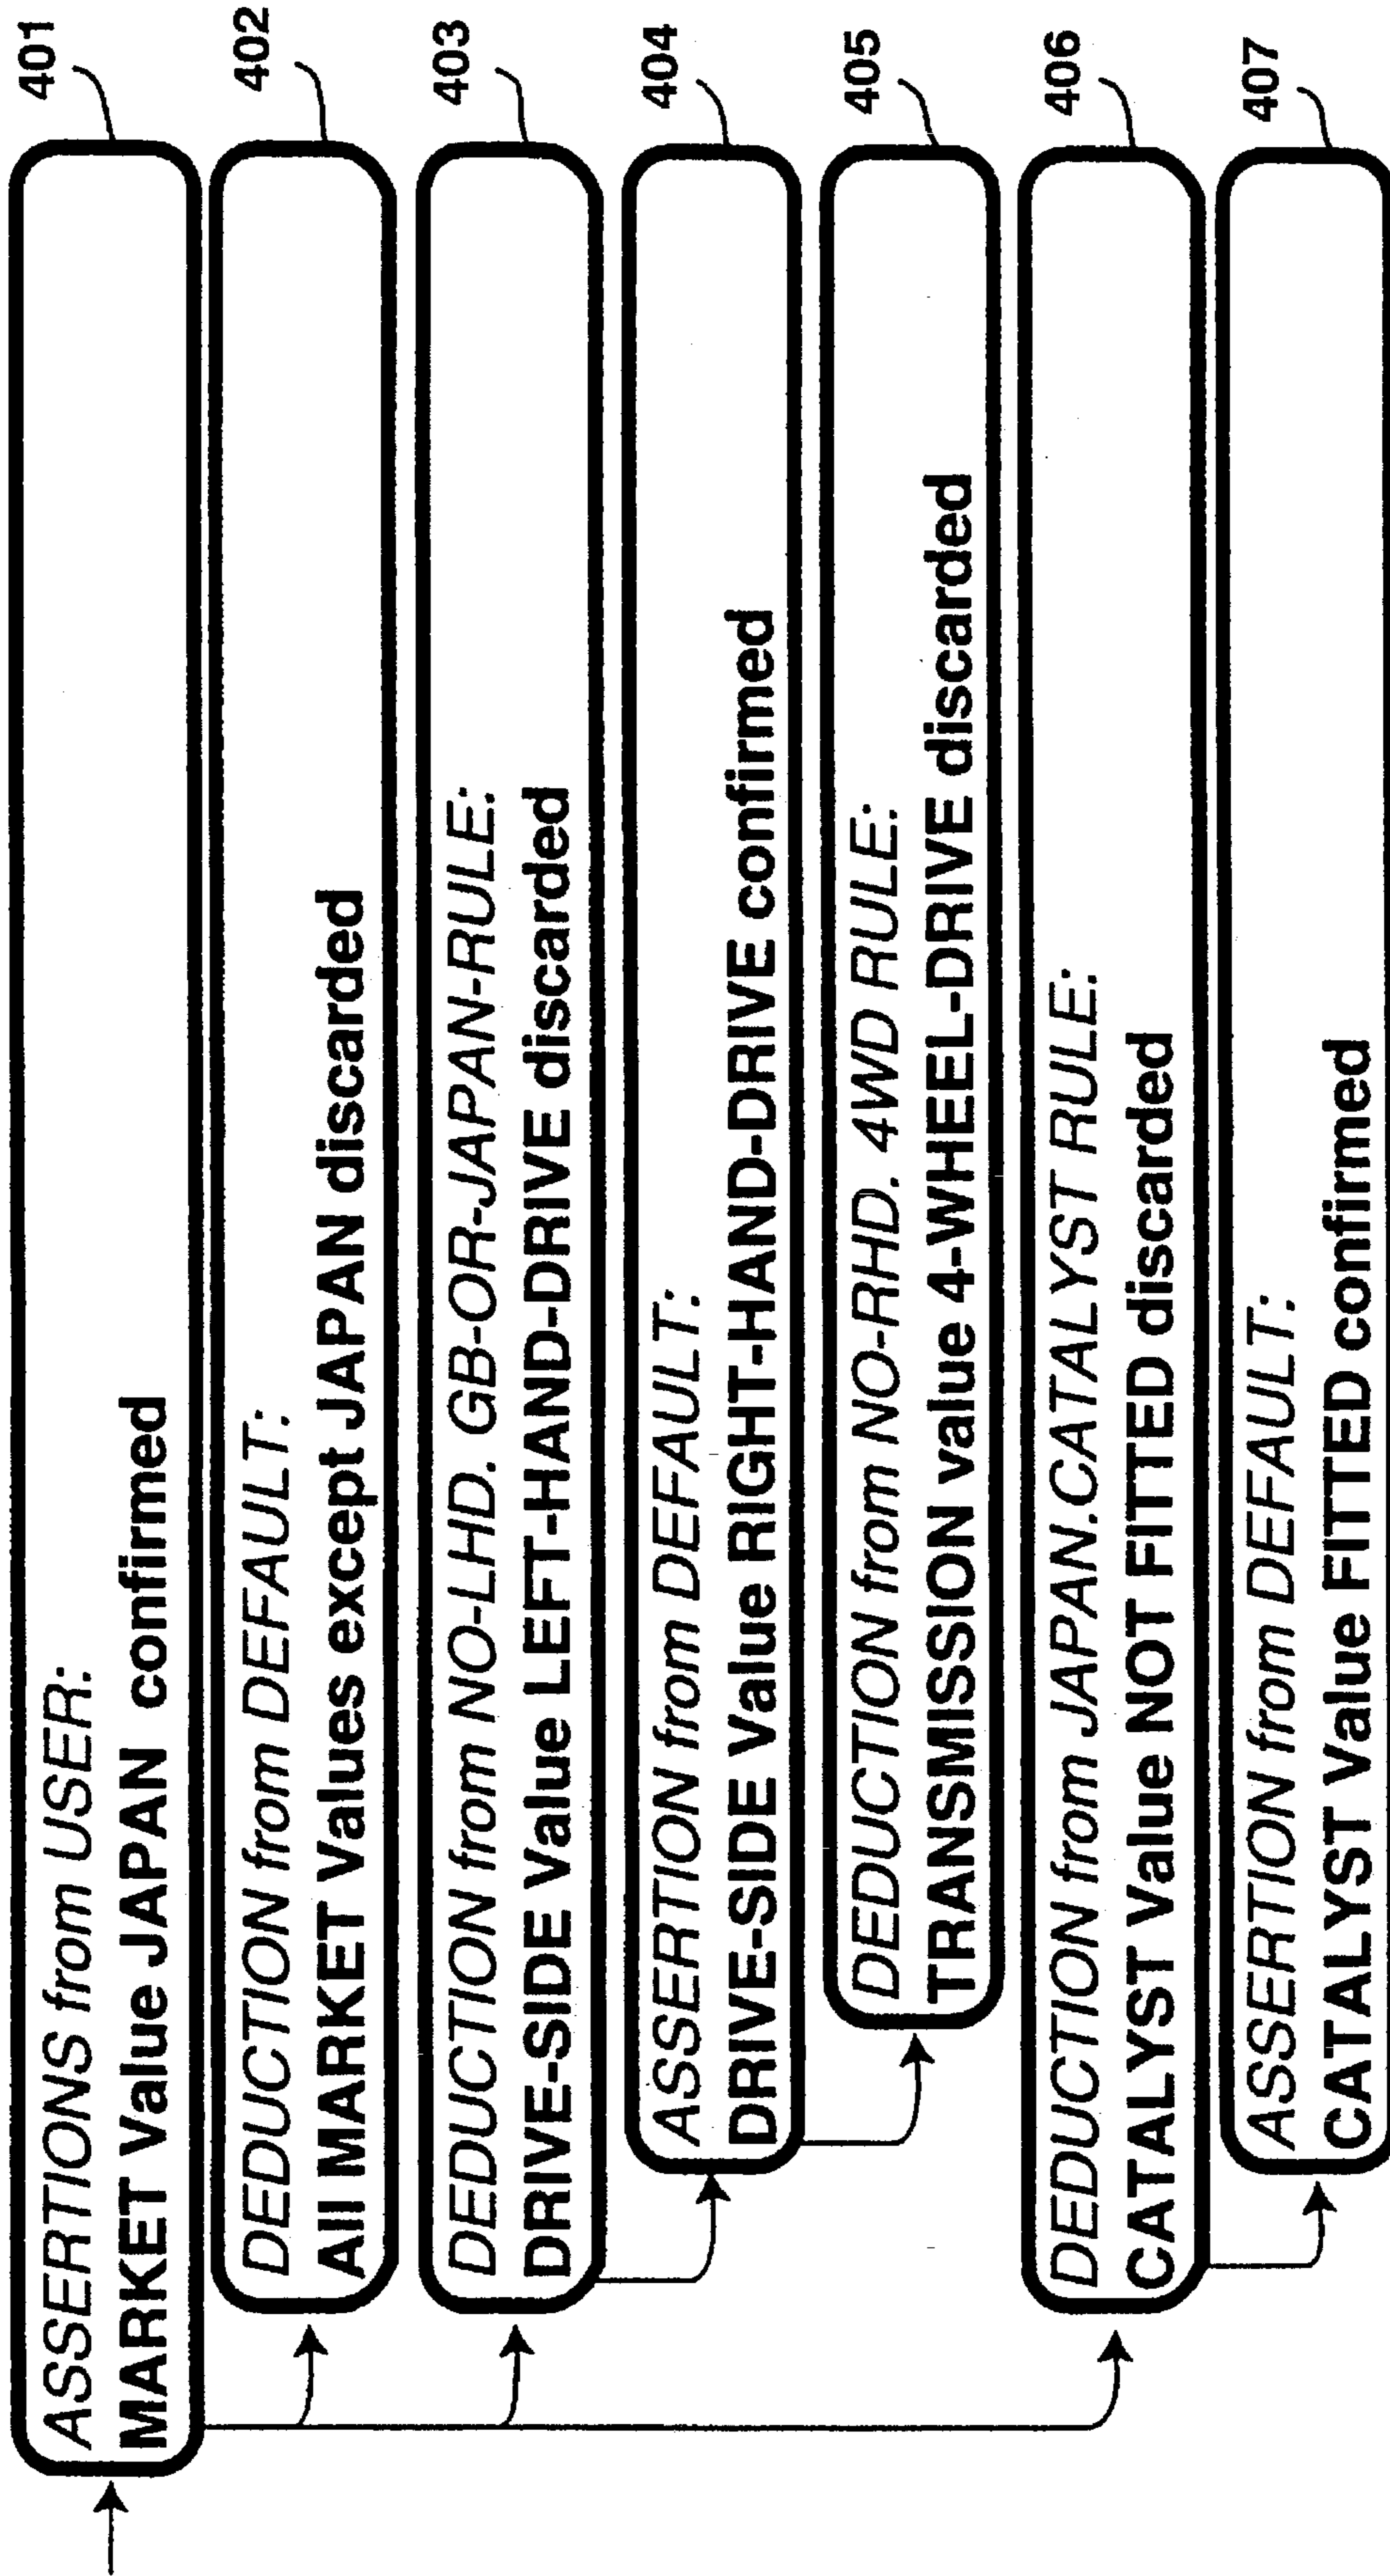 ASSERTIONS from USER:
MARKET Value JAPAN confirmed
401
DEDUCTION from DEFAULT:
All MARKET Values except JAPAN discarded
402
DEDUCTION from NO-LHD. GB-OR-JAPAN-RULE:
DRIVE-SIDE Value LEFT-HAND-DRIVE discarded
403
ASSERTION from DEFAULT:
DRIVE-SIDE Value RIGHT-HAND-DRIVE confirmed
404
DEDUCTION from NO-RHD. 4WD RULE:
TRANSMISSION value 4-WHEEL-DRIVE discarded
405
DEDUCTION from JAPAN.CATALYST RULE:
CATALYST Value NOT FITTED discarded
406
ASSERTION from DEFAULT:
CATALYST Value FITTED confirmed
407